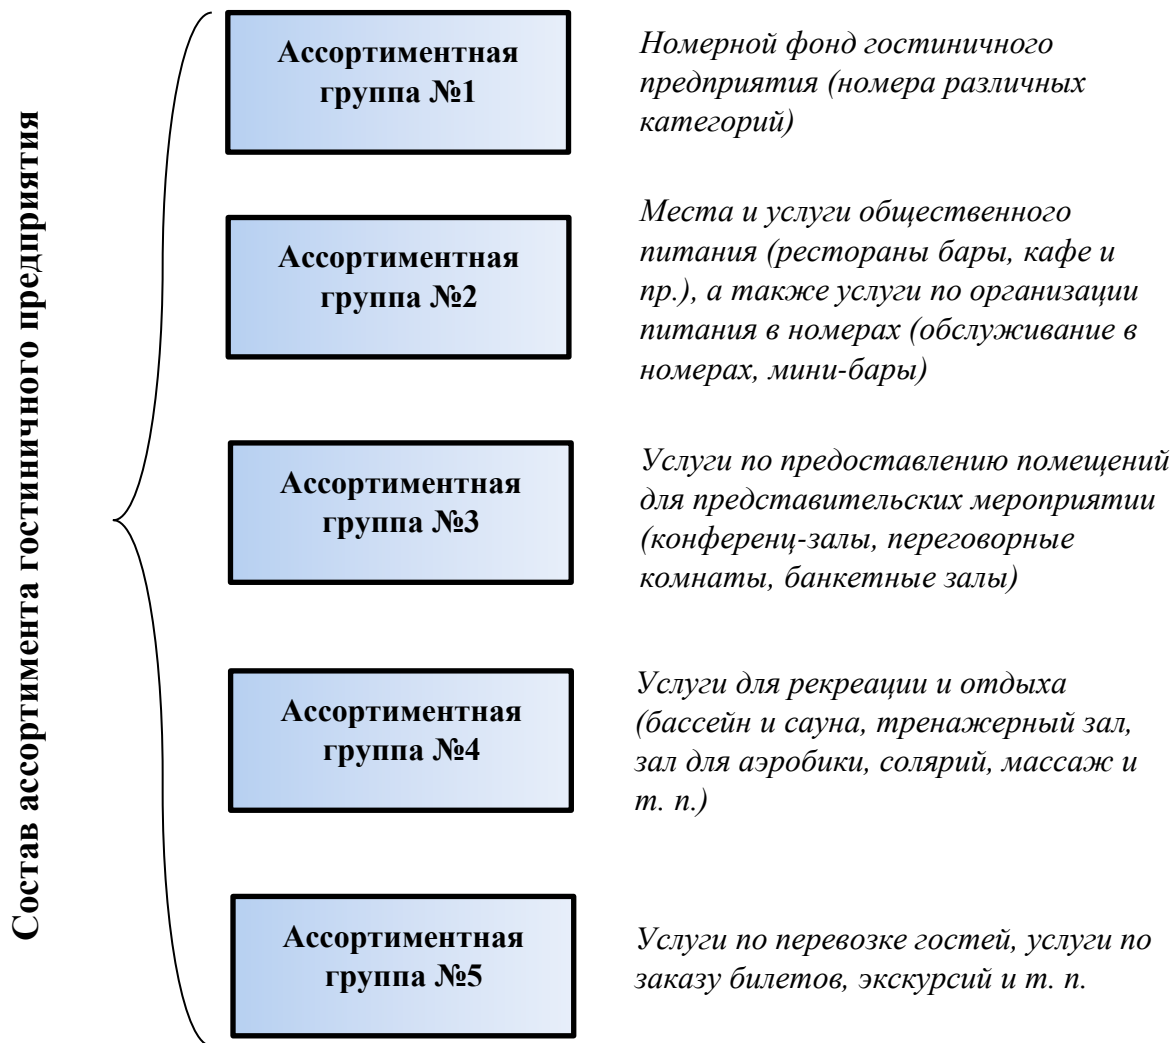 Состав ассортимента гостиничного предприятия
Ассортиментная
группа №1
Номерной фонд гостиничного
предприятия (номера различных
категорий)
Ассортиментная
группа №2
Места и услуги общественного
питания (рестораны бары, кафе и
пр.), а также услуги по организации
питания в номерах (обслуживание в
номерах, мини-бары)
Ассортиментная
группа №3
Услуги по предоставлению помещений
для представительских мероприятии
(конференц-залы, переговорные
комнаты, банкетные залы)
Ассортиментная
группа №4
Услуги для рекреации и отдыха
(бассейн и сауна, тренажерный зал,
зал для аэробики, солярий, массаж и
т. п.)
Ассортиментная
группа №5
Услуги по перевозке гостей, услуги по
заказу билетов, экскурсий и т. п.